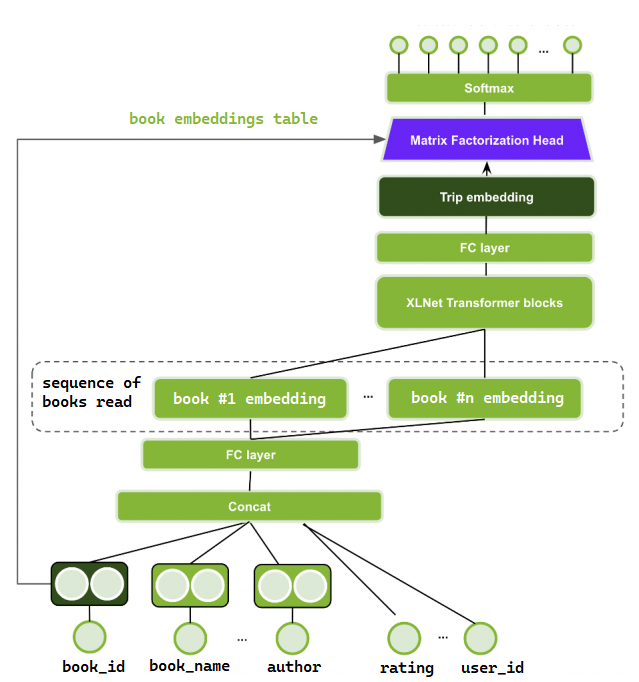 ...
Softmax
book embeddings table
Matrix Factorization Head
Trip embedding
FC layer
XLNet Transformer blocks
sequence of
books read
book #1 embedding ... book #n embedding
FC layer
Concat
... ...
book_id book_name author rating user_id